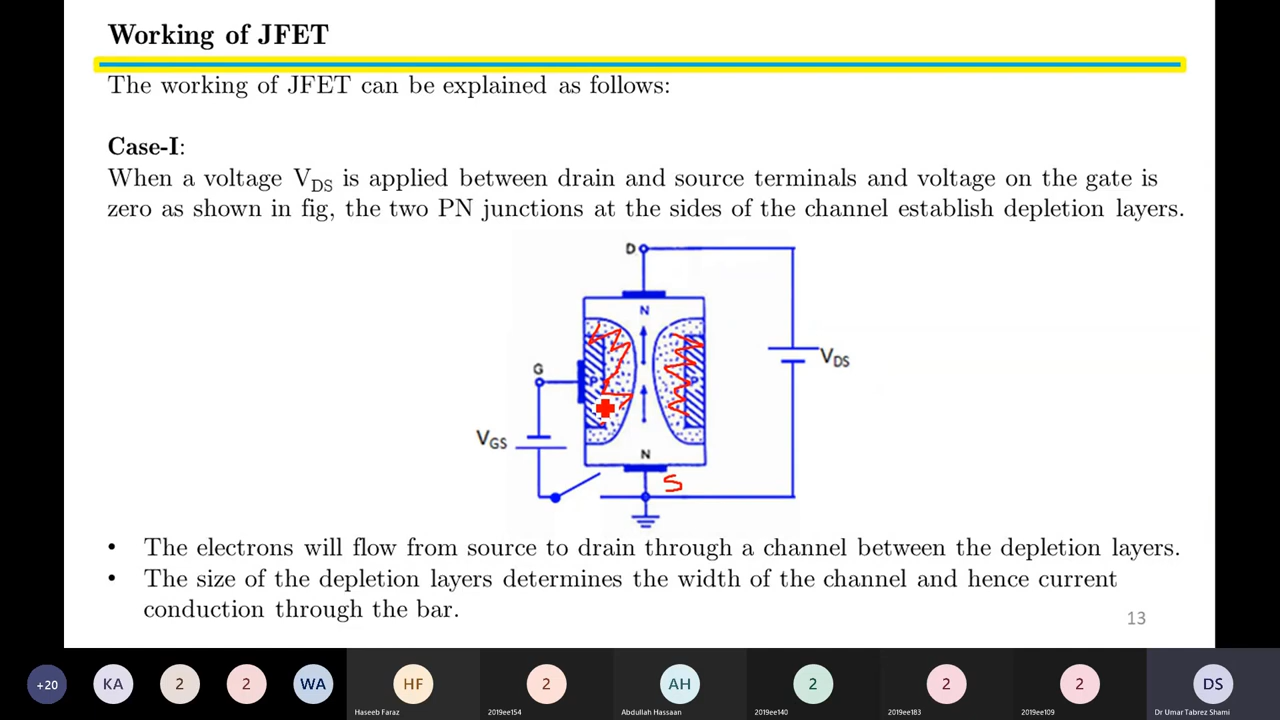 Working of JFET
The working of JFET can be explained as follows:
Case-I:
When a voltage VDS is applied between drain and source terminals and voltage on the gate is
zero as shown in fig, the two PN junctions at the sides of the channel establish depletion layers.
D
N
G
P
P
VDS
VGS
N
S
• The electrons will flow from source to drain through a channel between the depletion layers.
• The size of the depletion layers determines the width of the channel and hence current
conduction through the bar.
13
+20
KA
2
2
WA
HF
2
AH
2
2
2
DS
Haseeb Faraz
2019ee154
Abdullah Hassaan
2019ee140
2019ee183
2019ee109
Dr Umar Tabrez Shami